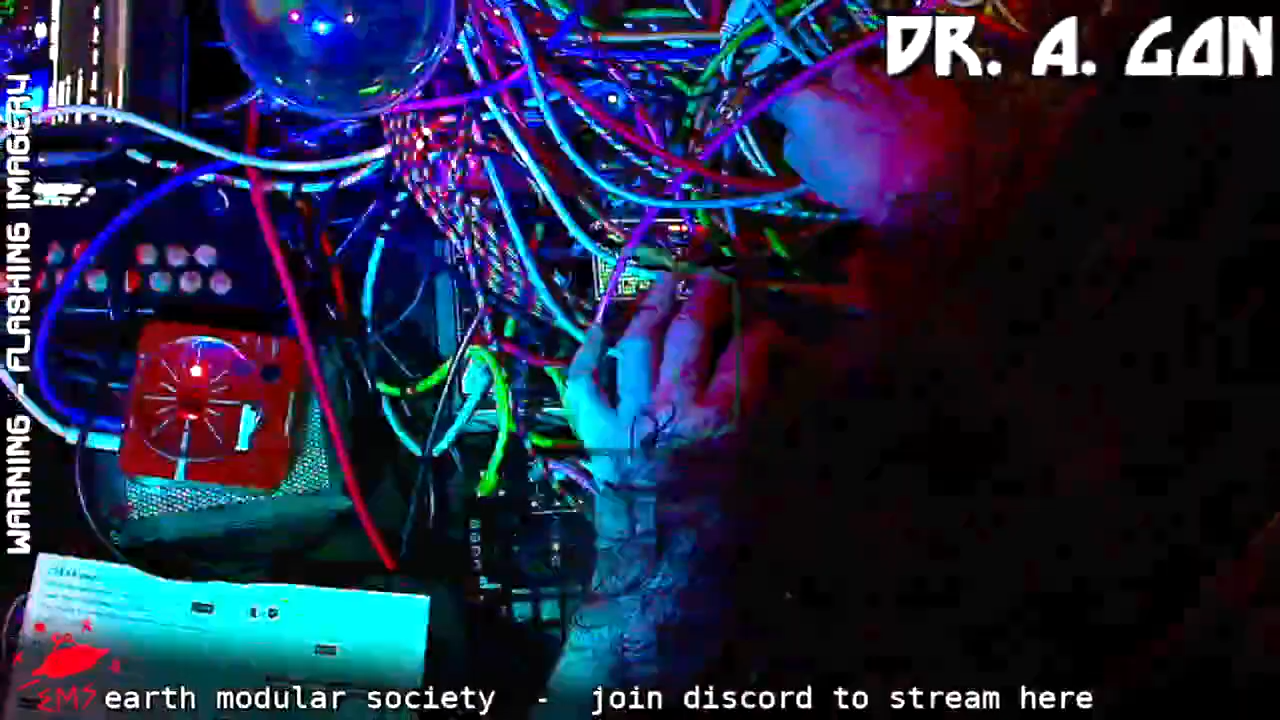 DR. A. GON
WARNING - FLASHING IMAGERY
EMS
earth modular society - join discord to stream here